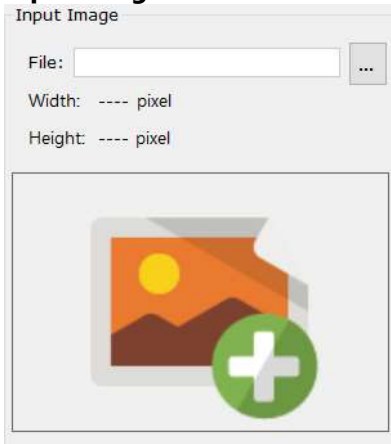 Input Image
File:
...
Width: ---- pixel
Height: ---- pixel